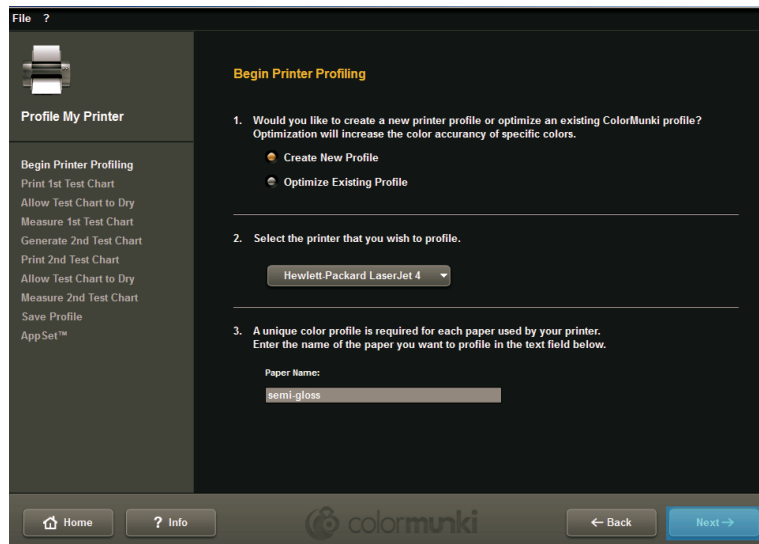 File ?
Profile My Printer
Begin Printer Profiling
Print 1st Test Chart
Allow Test Chart to Dry
Measure 1st Test Chart
Generate 2nd Test Chart
Print 2nd Test Chart
Allow Test Chart to Dry
Measure 2nd Test Chart
Save Profile
AppSet™
Begin Printer Profiling
1. Would you like to create a new printer profile or optimize an existing ColorMunki profile?
Optimization will increase the color accurancy of specific colors.
Create New Profile
Optimize Existing Profile
2. Select the printer that you wish to profile.
Hewlett-Packard LaserJet 4
3. A unique color profile is required for each paper used by your printer.
Enter the name of the paper you want to profile in the text field below.
Paper Name:
semi-gloss
Home
? Info
colormunki
← Back
Next →